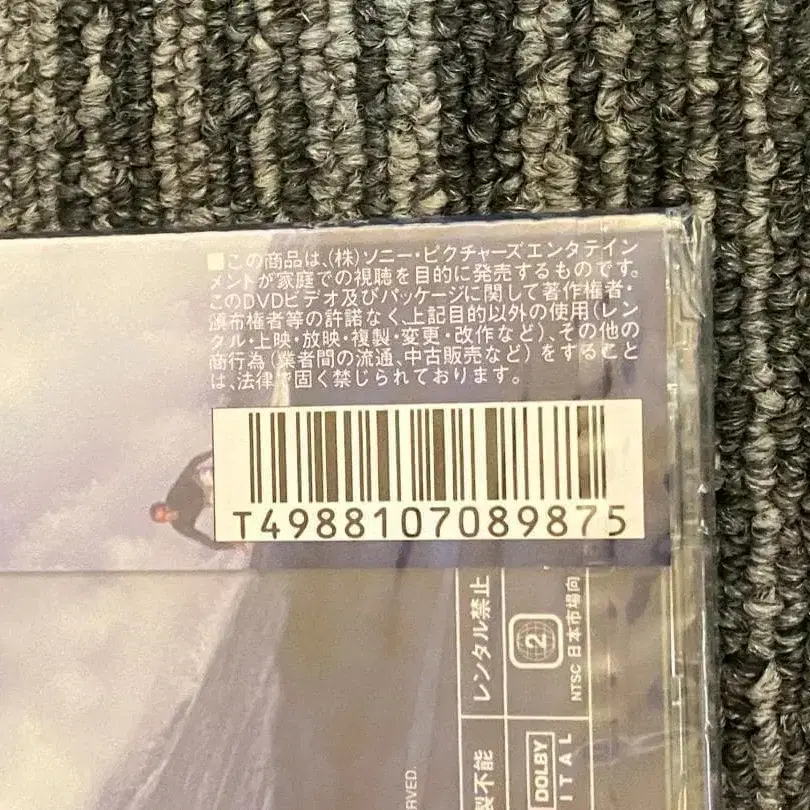 ■この商品は、(株)ソニー・ピクチャーズエンタテイン
メントが家庭での視聴を目的に発売するものです。
このDVDビデオ及びパッケージに関して著作権者・
頒布権者等の許諾なく、上記目的以外の使用(レン
タル・上映・放映・複製・変更・改作など)、その他の
商行為(業者間の流通、中古販売など)をすること
は、法律で固く禁じられております。
T4988107089875
レンタル禁止
2
NTSC 日本市場向
製不能
DOLBY
ITAL
RVED.